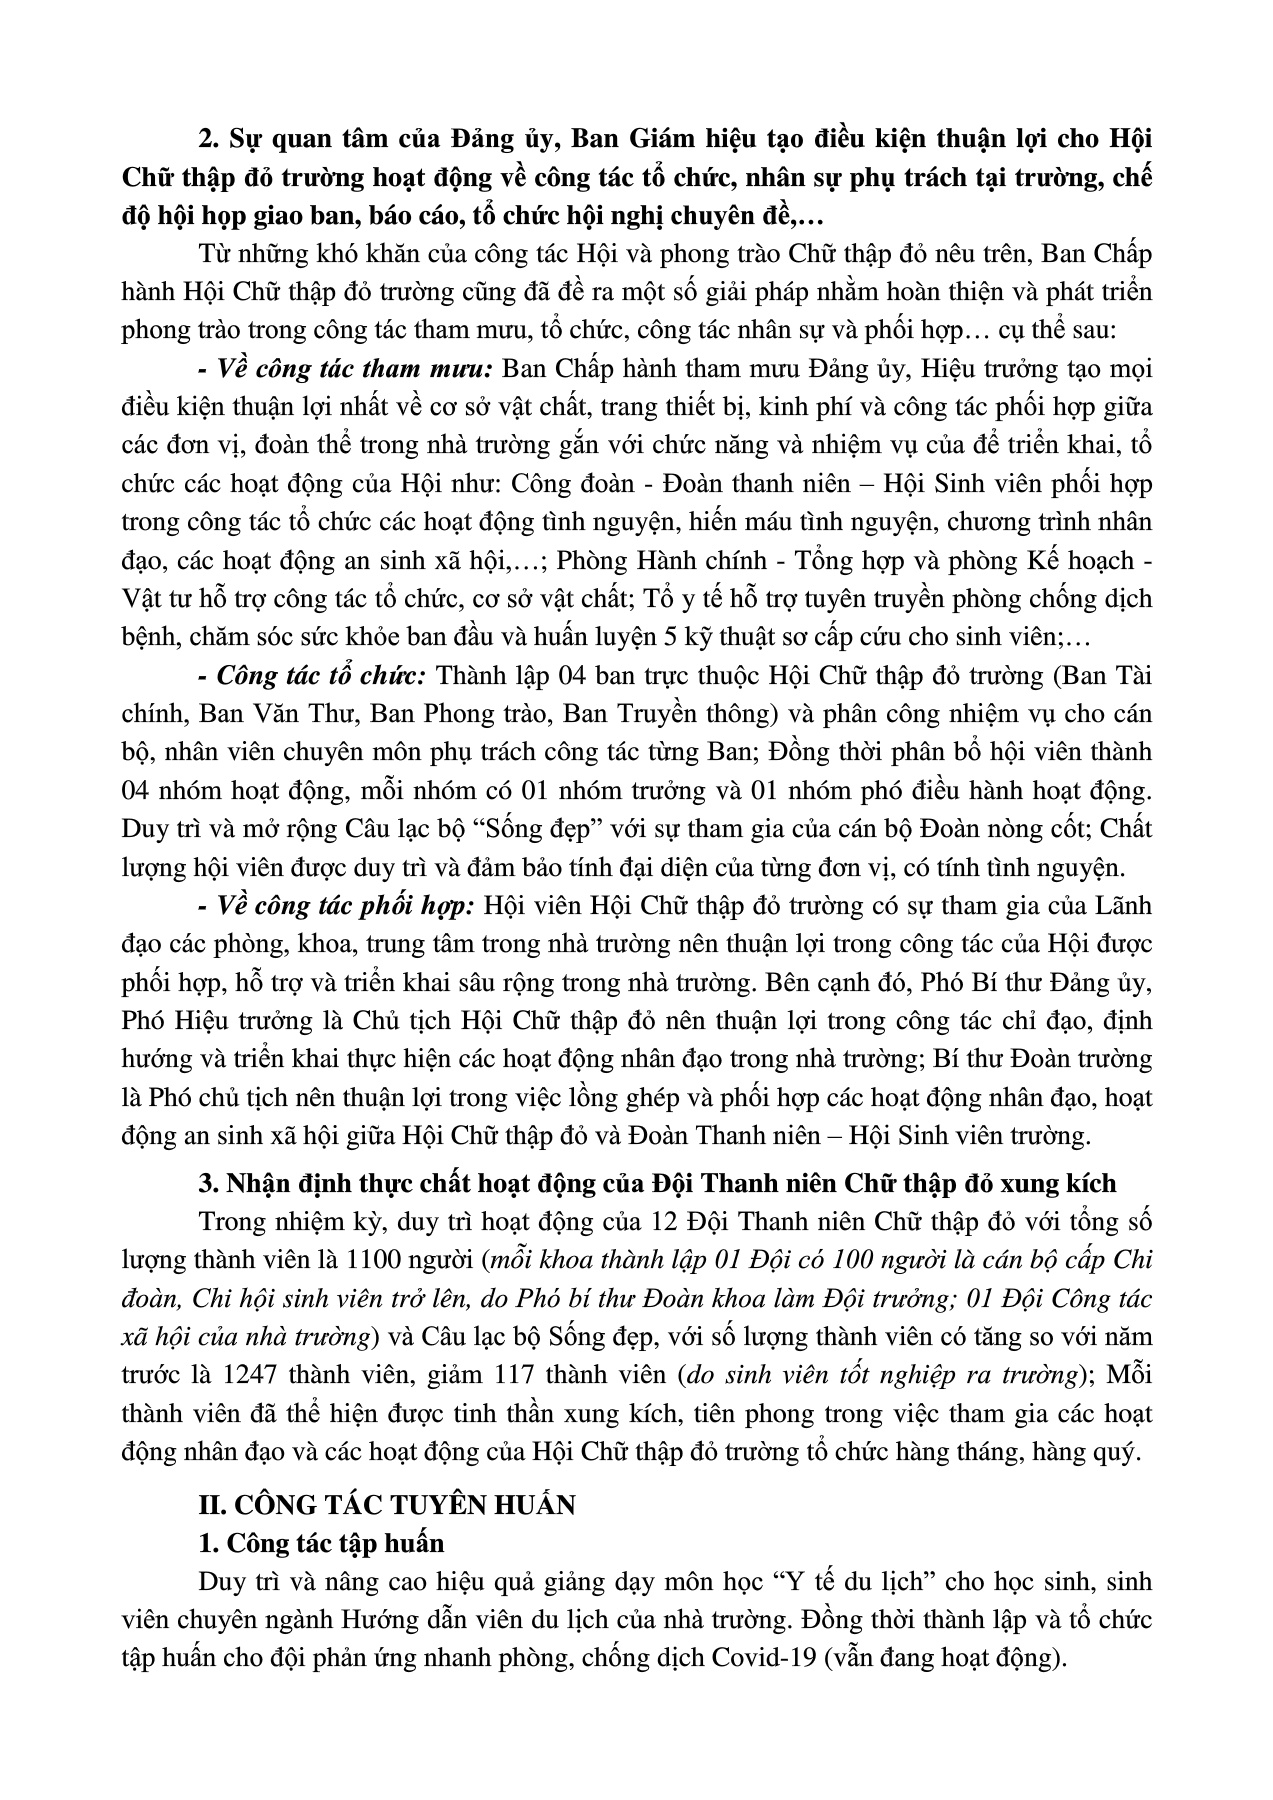 2. Sự quan tâm của Đảng ủy, Ban Giám hiệu tạo điều kiện thuận lợi cho Hội
Chữ thập đỏ trường hoạt động về công tác tổ chức, nhân sự phụ trách tại trường, chế
độ hội họp giao ban, báo cáo, tổ chức hội nghị chuyên đề,…
Từ những khó khăn của công tác Hội và phong trào Chữ thập đỏ nêu trên, Ban Chấp
hành Hội Chữ thập đỏ trường cũng đã đề ra một số giải pháp nhằm hoàn thiện và phát triển
phong trào trong công tác tham mưu, tổ chức, công tác nhân sự và phối hợp… cụ thể sau:
- Về công tác tham mưu: Ban Chấp hành tham mưu Đảng ủy, Hiệu trưởng tạo mọi
điều kiện thuận lợi nhất về cơ sở vật chất, trang thiết bị, kinh phí và công tác phối hợp giữa
các đơn vị, đoàn thể trong nhà trường gắn với chức năng và nhiệm vụ của để triển khai, tổ
chức các hoạt động của Hội như: Công đoàn - Đoàn thanh niên – Hội Sinh viên phối hợp
trong công tác tổ chức các hoạt động tình nguyện, hiến máu tình nguyện, chương trình nhân
đạo, các hoạt động an sinh xã hội,…; Phòng Hành chính - Tổng hợp và phòng Kế hoạch -
Vật tư hỗ trợ công tác tổ chức, cơ sở vật chất; Tổ y tế hỗ trợ tuyên truyền phòng chống dịch
bệnh, chăm sóc sức khỏe ban đầu và huấn luyện 5 kỹ thuật sơ cấp cứu cho sinh viên;…
- Công tác tổ chức: Thành lập 04 ban trực thuộc Hội Chữ thập đỏ trường (Ban Tài
chính, Ban Văn Thư, Ban Phong trào, Ban Truyền thông) và phân công nhiệm vụ cho cán
bộ, nhân viên chuyên môn phụ trách công tác từng Ban; Đồng thời phân bổ hội viên thành
04 nhóm hoạt động, mỗi nhóm có 01 nhóm trưởng và 01 nhóm phó điều hành hoạt động.
Duy trì và mở rộng Câu lạc bộ “Sống đẹp” với sự tham gia của cán bộ Đoàn nòng cốt; Chất
lượng hội viên được duy trì và đảm bảo tính đại diện của từng đơn vị, có tính tình nguyện.
- Về công tác phối hợp: Hội viên Hội Chữ thập đỏ trường có sự tham gia của Lãnh
đạo các phòng, khoa, trung tâm trong nhà trường nên thuận lợi trong công tác của Hội được
phối hợp, hỗ trợ và triển khai sâu rộng trong nhà trường. Bên cạnh đó, Phó Bí thư Đảng ủy,
Phó Hiệu trưởng là Chủ tịch Hội Chữ thập đỏ nên thuận lợi trong công tác chỉ đạo, định
hướng và triển khai thực hiện các hoạt động nhân đạo trong nhà trường; Bí thư Đoàn trường
là Phó chủ tịch nên thuận lợi trong việc lồng ghép và phối hợp các hoạt động nhân đạo, hoạt
động an sinh xã hội giữa Hội Chữ thập đỏ và Đoàn Thanh niên – Hội Sinh viên trường.
3. Nhận định thực chất hoạt động của Đội Thanh niên Chữ thập đỏ xung kích
Trong nhiệm kỳ, duy trì hoạt động của 12 Đội Thanh niên Chữ thập đỏ với tổng số
lượng thành viên là 1100 người (mỗi khoa thành lập 01 Đội có 100 người là cán bộ cấp Chi
đoàn, Chi hội sinh viên trở lên, do Phó bí thư Đoàn khoa làm Đội trưởng; 01 Đội Công tác
xã hội của nhà trường) và Câu lạc bộ Sống đẹp, với số lượng thành viên có tăng so với năm
trước là 1247 thành viên, giảm 117 thành viên (do sinh viên tốt nghiệp ra trường); Mỗi
thành viên đã thể hiện được tinh thần xung kích, tiên phong trong việc tham gia các hoạt
động nhân đạo và các hoạt động của Hội Chữ thập đỏ trường tổ chức hàng tháng, hàng quý.
II. CÔNG TÁC TUYÊN HUẤN
1. Công tác tập huấn
Duy trì và nâng cao hiệu quả giảng dạy môn học “Y tế du lịch” cho học sinh, sinh
viên chuyên ngành Hướng dẫn viên du lịch của nhà trường. Đồng thời thành lập và tổ chức
tập huấn cho đội phản ứng nhanh phòng, chống dịch Covid-19 (vẫn đang hoạt động).